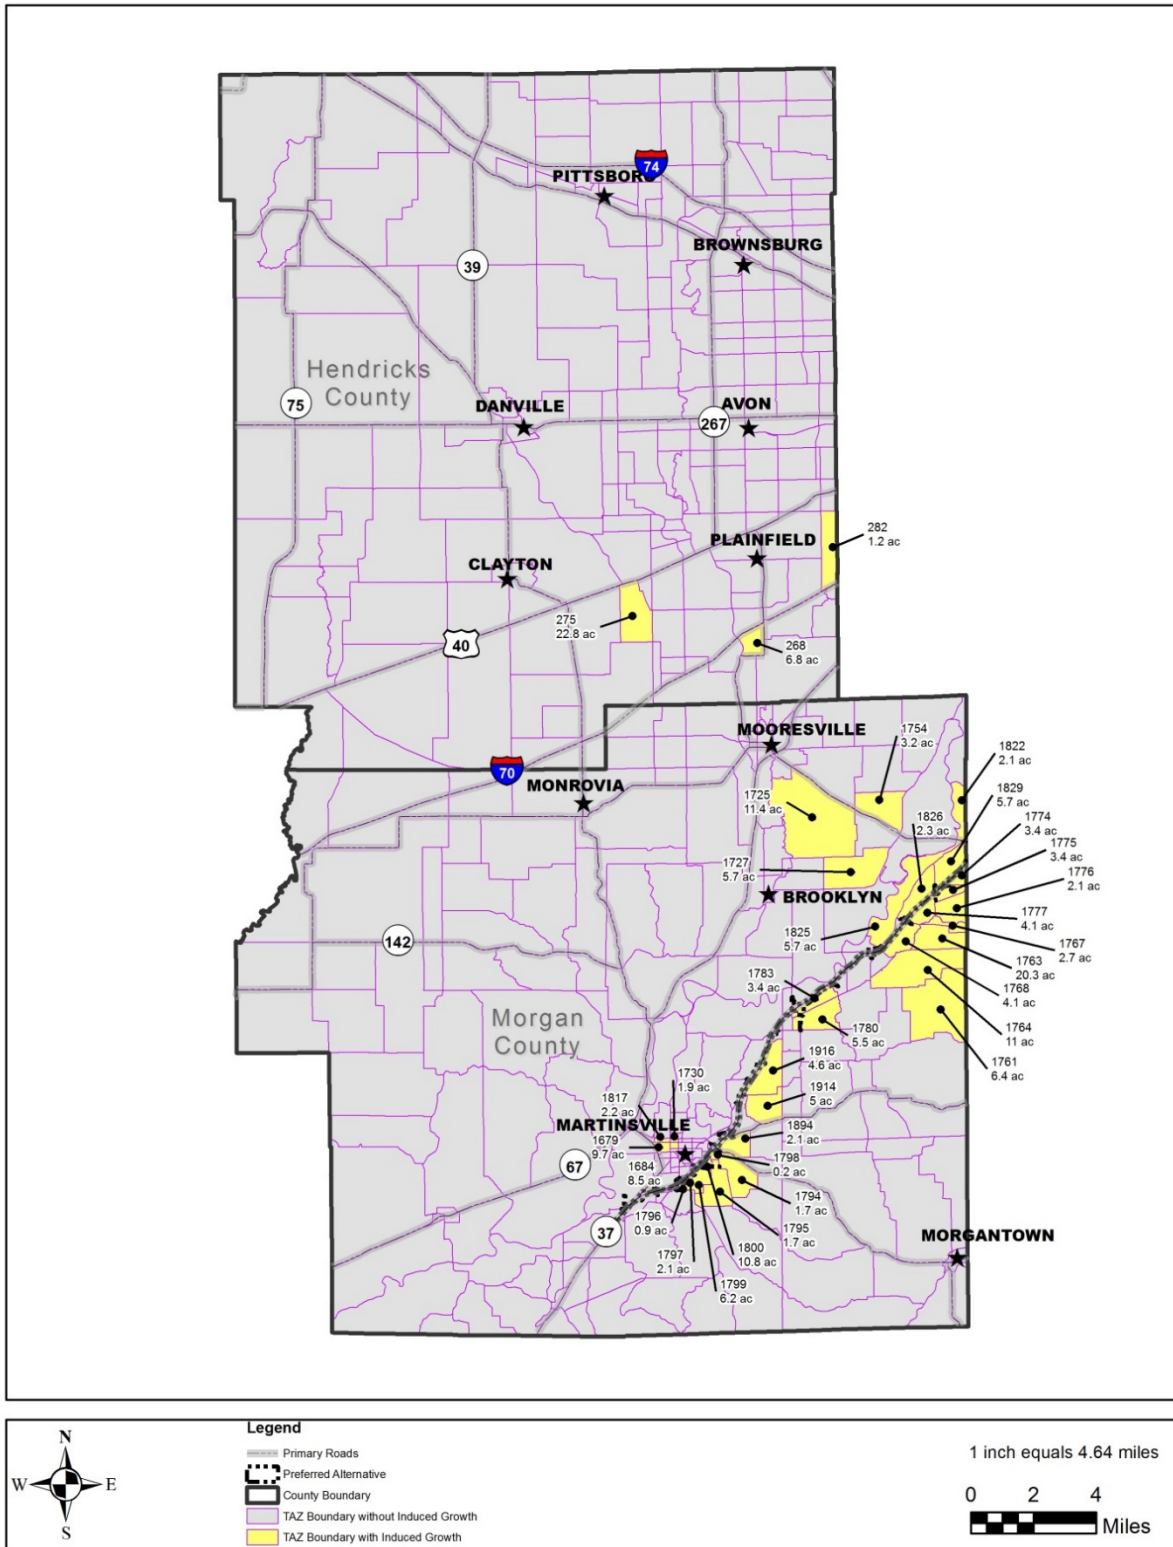 74
PITTSBORO
BROWNSBURG
39
Hendricks
County
75
DANVILLE
AVON
267
282
1.2 ac
PLAINFIELD
CLAYTON
275
22.8 ac
40
268
6.8 ac
MOORESVILLE
1754
3.2 ac
1822
2.1 ac
70
MONROVIA
1725
11.4 ac
1829
5.7 ac
1826
2.3 ac
1774
3.4 ac
1775
3.4 ac
1727
5.7 ac
1776
2.1 ac
BROOKLYN
1777
4.1 ac
1825
5.7 ac
142
1767
2.7 ac
1763
20.3 ac
1783
3.4 ac
1768
4.1 ac
Morgan
County
1764
11 ac
1780
5.5 ac
1916
4.6 ac
1761
6.4 ac
1730
1.9 ac
1914
5 ac
1817
2.2 ac
MARTINSVILLE
1894
2.1 ac
1679
9.7 ac
67
1798
0.2 ac
1684
8.5 ac
1794
1.7 ac
1796
0.9 ac
1795
1.7 ac
37
MORGANTOWN
1800
10.8 ac
1797
2.1 ac
1799
6.2 ac
N
W
E
S
Legend
Primary Roads
Preferred Alternative
County Boundary
TAZ Boundary without Induced Growth
TAZ Boundary with Induced Growth
1 inch equals 4.64 miles
0 2 4
Miles